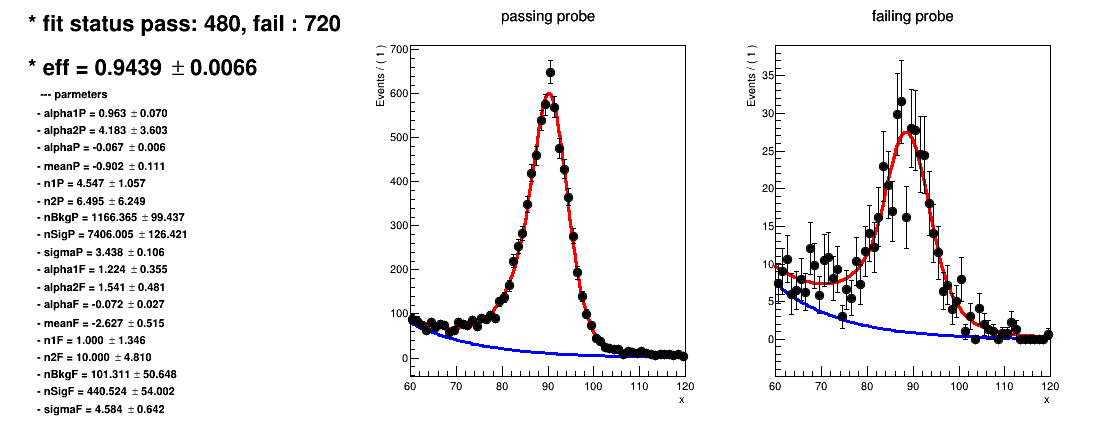 * fit status pass: 480, fail : 720
* eff = 0.9439 ± 0.0066
--- parmeters
- alpha1P = 0.963 ± 0.070
- alpha2P = 4.183 ± 3.603
- alphaP = -0.067 ± 0.006
- meanP = -0.902 ± 0.111
- n1P = 4.547 ± 1.057
- n2P = 6.495 ± 6.249
- nBkgP = 1166.365 ± 99.437
- nSigP = 7406.005 ± 126.421
- sigmaP = 3.438 ± 0.106
- alpha1F = 1.224 ± 0.355
- alpha2F = 1.541 ± 0.481
- alphaF = -0.072 ± 0.027
- meanF = -2.627 ± 0.515
- n1F = 1.000 ± 1.346
- n2F = 10.000 ± 4.810
- nBkgF = 101.311 ± 50.648
- nSigF = 440.524 ± 54.002
- sigmaF = 4.584 ± 0.642
passing probe
Events / ( 1 )
700
600
500
400
300
200
100
0
60 70 80 90 100 110 120
x
failing probe
Events / ( 1 )
35
30
25
20
15
10
5
0
60 70 80 90 100 110 120
x